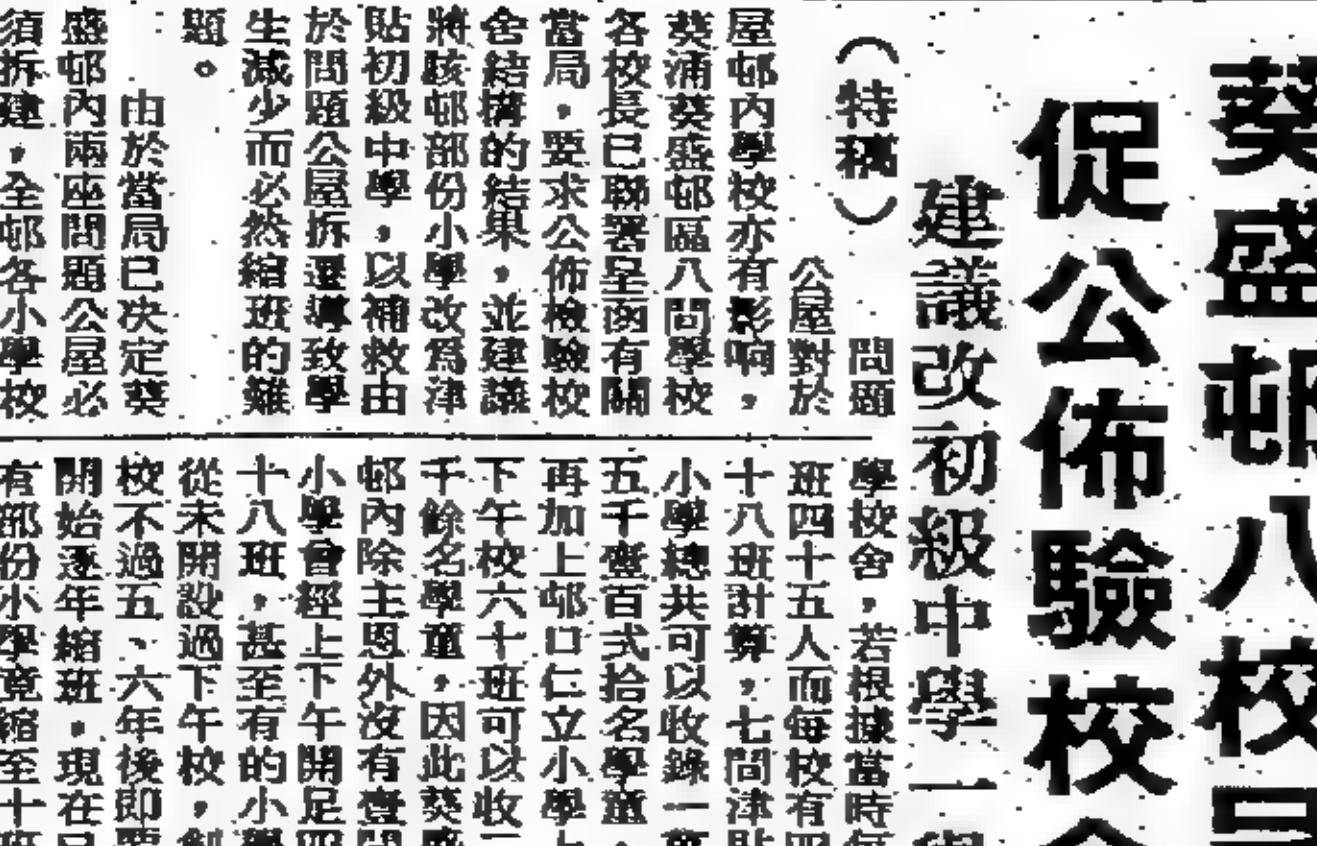 葵盛邨八校
促公佈驗校
建議改初級中學一
(特稿) 問題
公屋對於
屋邨內學校亦有影响，
葵涌葵盛邨區八間學校
各校長已聯署呈函有關
當局，要求公佈檢驗校
舍結構的結果，並建議
將該邨部份小學改爲津
貼初級中學，以補救由
於問題公屋拆遷導致學
生減少而必然縮班的難
題。
由於當局已決定葵
盛邨內兩座問題公屋必
須拆建，全邨各小學校
學校舍，若根據當時每
班四十五人而每校有四
十八班計算，七間津貼
小學總共可以收錄一萬
五千壹百式拾名學童，
再加上邨口仁立小學上
下午校六十班可以收
千餘名學童，因此葵盛
邨內除主恩外沒有壹間
小學曾經上下午開足四
十八班，甚至有的小學
從未開設過下午校，創
校不過五、六年後即要
開始逐年縮班，現在已
有部份小學竟縮至十班